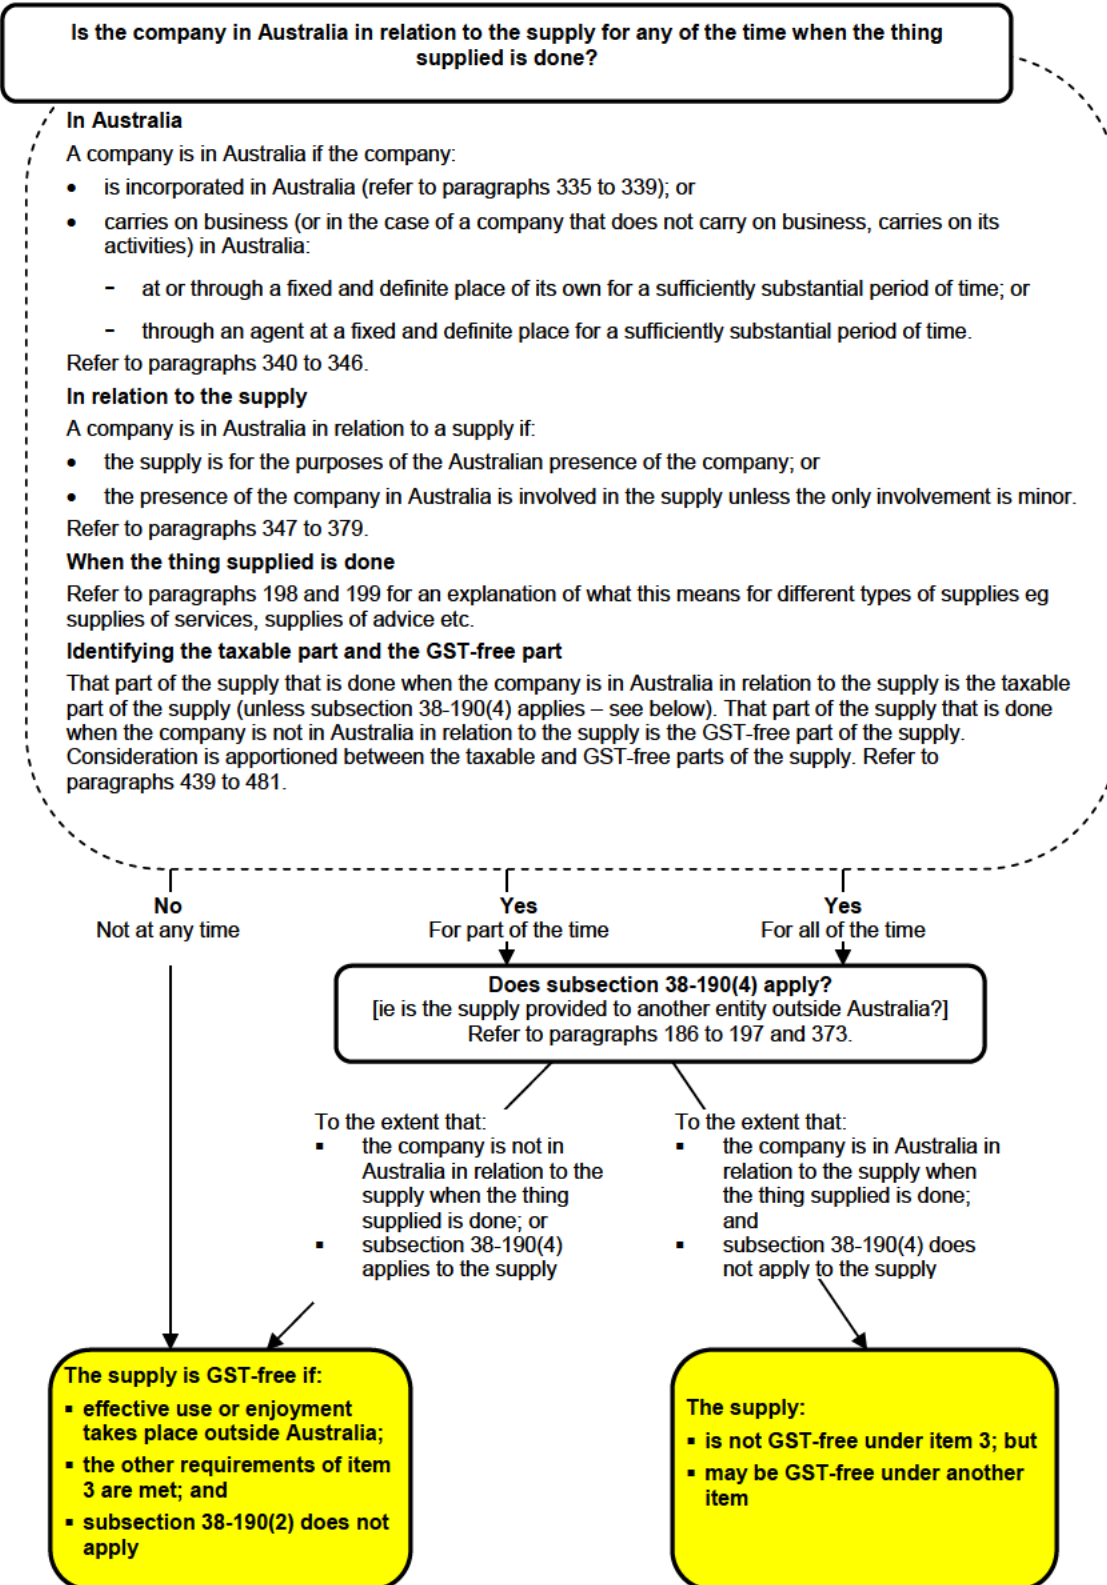 Is the company in Australia in relation to the supply for any of the time when the thing
supplied is done?
In Australia
A company is in Australia if the company:
• is incorporated in Australia (refer to paragraphs 335 to 339); or
• carries on business (or in the case of a company that does not carry on business, carries on its
activities) in Australia:
- at or through a fixed and definite place of its own for a sufficiently substantial period of time; or
- through an agent at a fixed and definite place for a sufficiently substantial period of time.
Refer to paragraphs 340 to 346.
In relation to the supply
A company is in Australia in relation to a supply if:
• the supply is for the purposes of the Australian presence of the company; or
• the presence of the company in Australia is involved in the supply unless the only involvement is minor.
Refer to paragraphs 347 to 379.
When the thing supplied is done
Refer to paragraphs 198 and 199 for an explanation of what this means for different types of supplies eg
supplies of services, supplies of advice etc.
Identifying the taxable part and the GST-free part
That part of the supply that is done when the company is in Australia in relation to the supply is the taxable
part of the supply (unless subsection 38-190(4) applies – see below). That part of the supply that is done
when the company is not in Australia in relation to the supply is the GST-free part of the supply.
Consideration is apportioned between the taxable and GST-free parts of the supply. Refer to
paragraphs 439 to 481.
No
Not at any time
Yes
For part of the time
Yes
For all of the time
Does subsection 38-190(4) apply?
[ie is the supply provided to another entity outside Australia?]
Refer to paragraphs 186 to 197 and 373.
To the extent that:
▪ the company is not in
Australia in relation to the
supply when the thing
supplied is done; or
▪ subsection 38-190(4)
applies to the supply
To the extent that:
▪ the company is in Australia in
relation to the supply when
the thing supplied is done;
and
▪ subsection 38-190(4) does
not apply to the supply
The supply is GST-free if:
▪ effective use or enjoyment
takes place outside Australia;
▪ the other requirements of item
3 are met; and
▪ subsection 38-190(2) does not
apply
The supply:
▪ is not GST-free under item 3; but
▪ may be GST-free under another
item